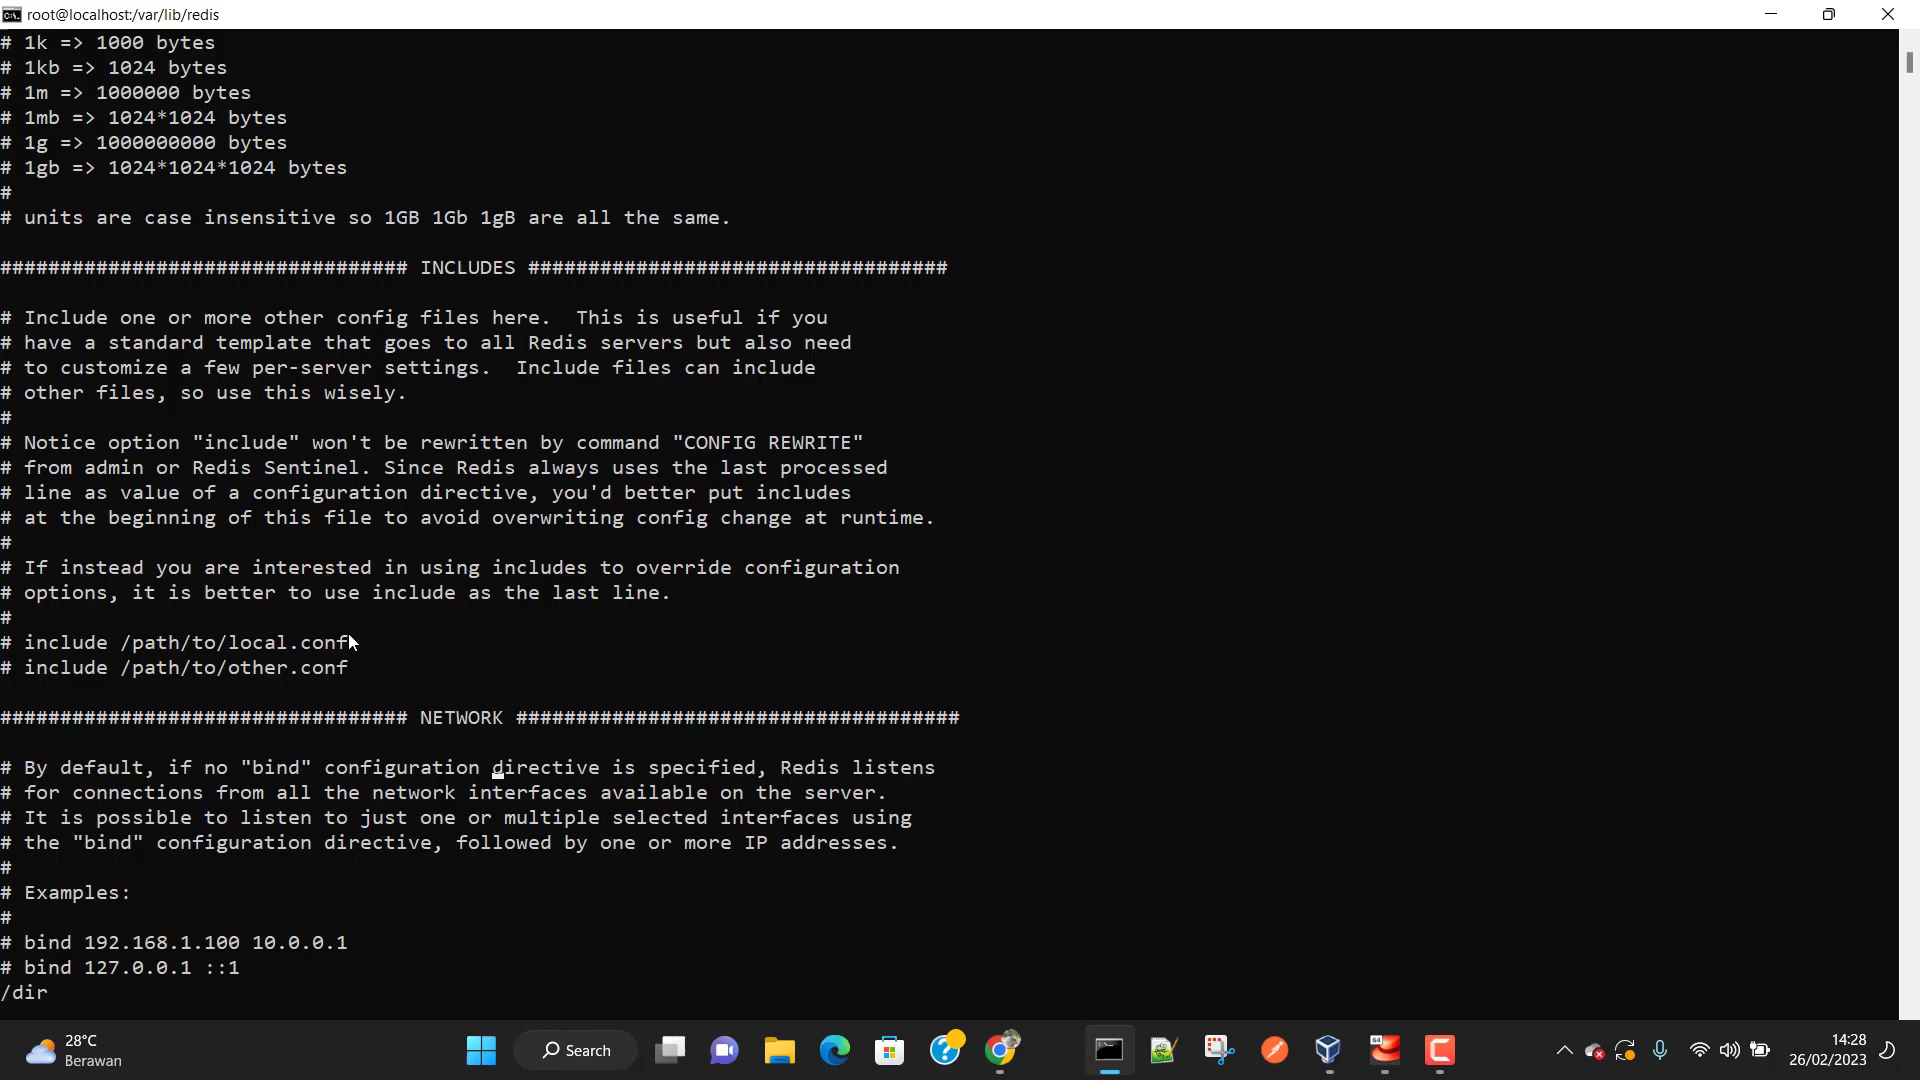 root@localhost:/var/lib/redis
# 1k => 1000 bytes
# 1kb => 1024 bytes
# 1m => 1000000 bytes
# 1mb => 1024*1024 bytes
# 1g => 1000000000 bytes
# 1gb => 1024*1024*1024 bytes
#
# units are case insensitive so 1GB 1Gb 1gB are all the same.
################################## INCLUDES ###################################
# Include one or more other config files here.  This is useful if you
# have a standard template that goes to all Redis servers but also need
# to customize a few per-server settings.  Include files can include
# other files, so use this wisely.
#
# Notice option "include" won't be rewritten by command "CONFIG REWRITE"
# from admin or Redis Sentinel. Since Redis always uses the last processed
# line as value of a configuration directive, you'd better put includes
# at the beginning of this file to avoid overwriting config change at runtime.
#
# If instead you are interested in using includes to override configuration
# options, it is better to use include as the last line.
#
# include /path/to/local.conf
# include /path/to/other.conf
################################## NETWORK #####################################
# By default, if no "bind" configuration directive is specified, Redis listens
# for connections from all the network interfaces available on the server.
# It is possible to listen to just one or multiple selected interfaces using
# the "bind" configuration directive, followed by one or more IP addresses.
#
# Examples:
#
# bind 192.168.1.100 10.0.0.1
# bind 127.0.0.1 ::1
/dir
28°C
Berawan
Search
64
14:28
26/02/2023